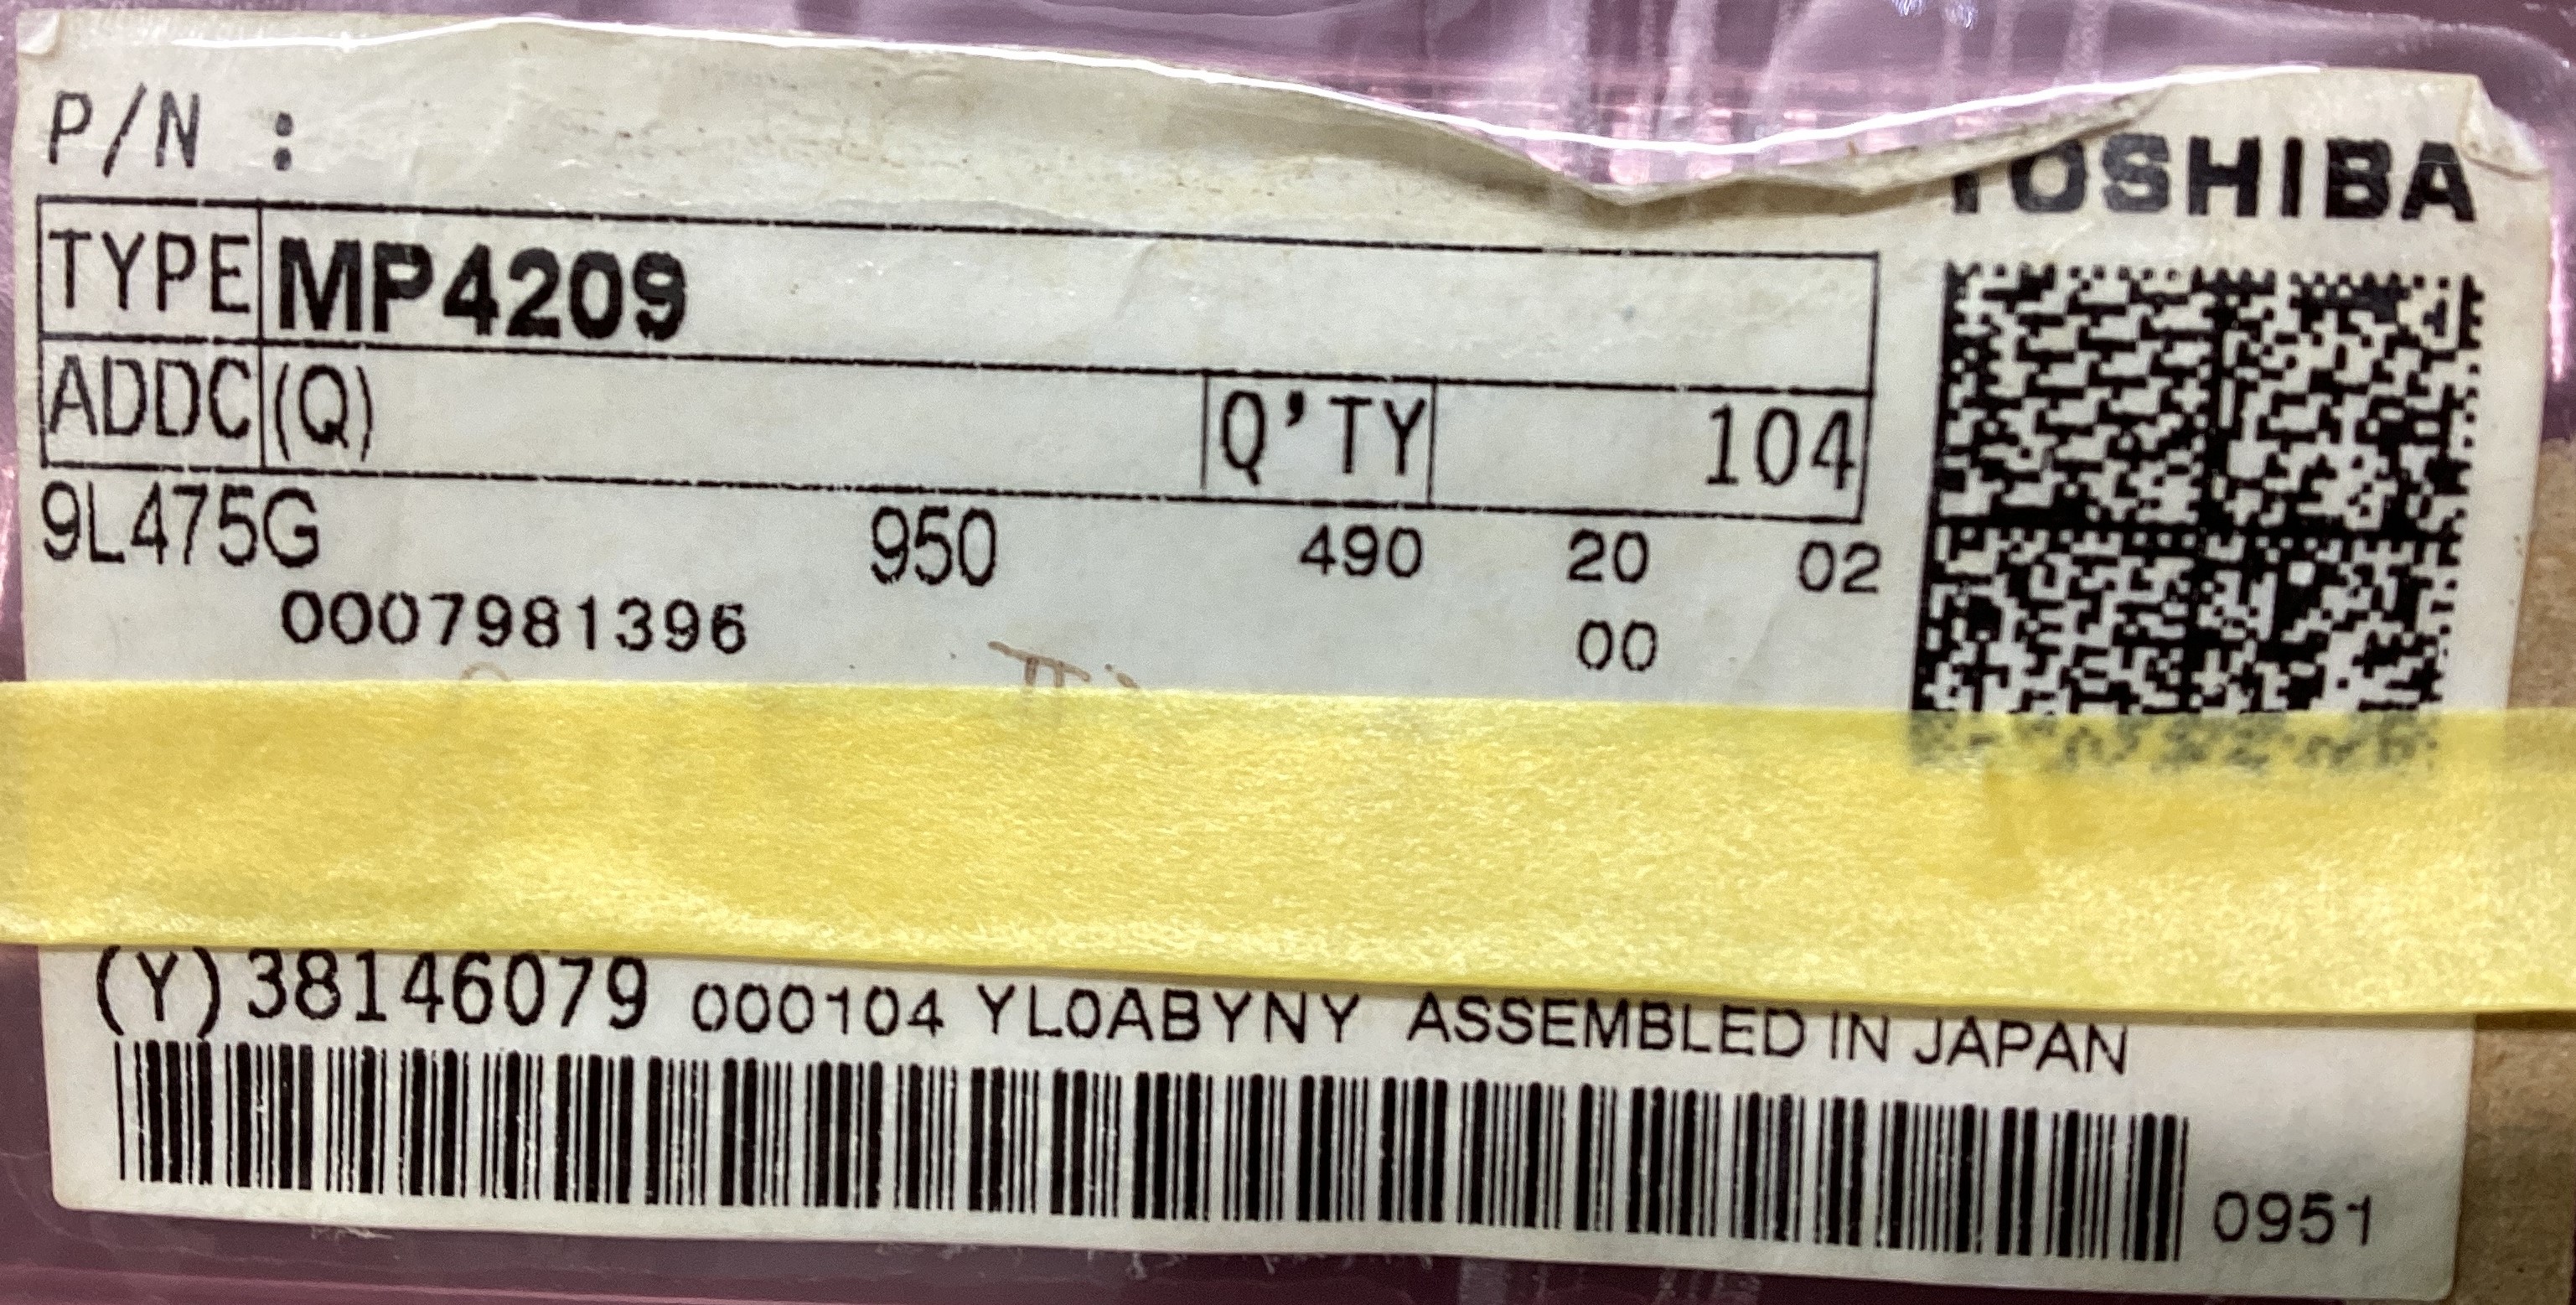 P/N :
TOSHIBA
TYPE MP4209
ADDC (Q) Q'TY 104
9L475G 950 490 20 02
0007981396 00
(Y)38146079 000104 YL0ABYNY ASSEMBLED IN JAPAN
0951